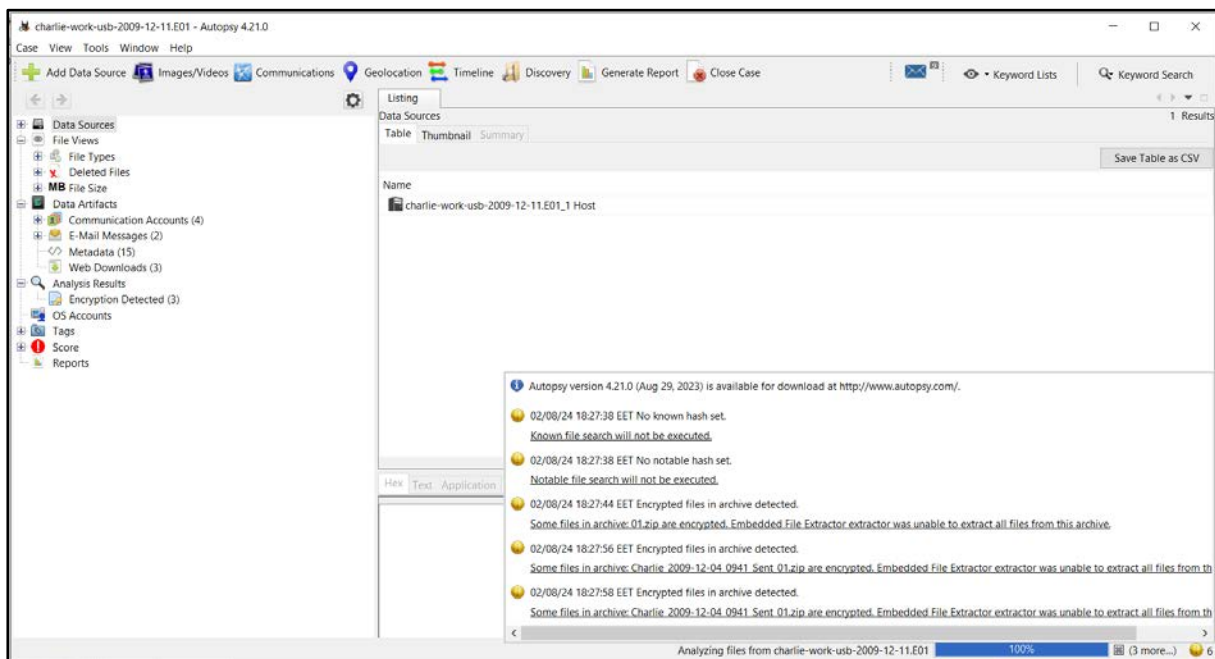 charlie-work-usb-2009-12-11.E01 - Autopsy 4.21.0
Case View Tools Window Help
Add Data Source Images/Videos Communications Geolocation Timeline Discovery Generate Report Close Case Keyword Lists Keyword Search
Listing
Data Sources 1 Results
Table Thumbnail Summary
Save Table as CSV
Name
charlie-work-usb-2009-12-11.E01_1 Host
Data Sources
File Views
File Types
Deleted Files
MB File Size
Data Artifacts
Communication Accounts (4)
E-Mail Messages (2)
Metadata (15)
Web Downloads (3)
Analysis Results
Encryption Detected (3)
OS Accounts
Tags
Score
Reports
Hex Text Application
Autopsy version 4.21.0 (Aug 29, 2023) is available for download at http://www.autopsy.com/.
02/08/24 18:27:38 EET No known hash set.
Known file search will not be executed.
02/08/24 18:27:38 EET No notable hash set.
Notable file search will not be executed.
02/08/24 18:27:44 EET Encrypted files in archive detected.
Some files in archive: 01.zip are encrypted. Embedded File Extractor extractor was unable to extract all files from this archive.
02/08/24 18:27:56 EET Encrypted files in archive detected.
Some files in archive: Charlie_2009-12-04_0941_Sent_01.zip are encrypted. Embedded File Extractor extractor was unable to extract all files from th
02/08/24 18:27:58 EET Encrypted files in archive detected.
Some files in archive: Charlie_2009-12-04_0941_Sent_01.zip are encrypted. Embedded File Extractor extractor was unable to extract all files from th
Analyzing files from charlie-work-usb-2009-12-11.E01 100% (3 more...) 6